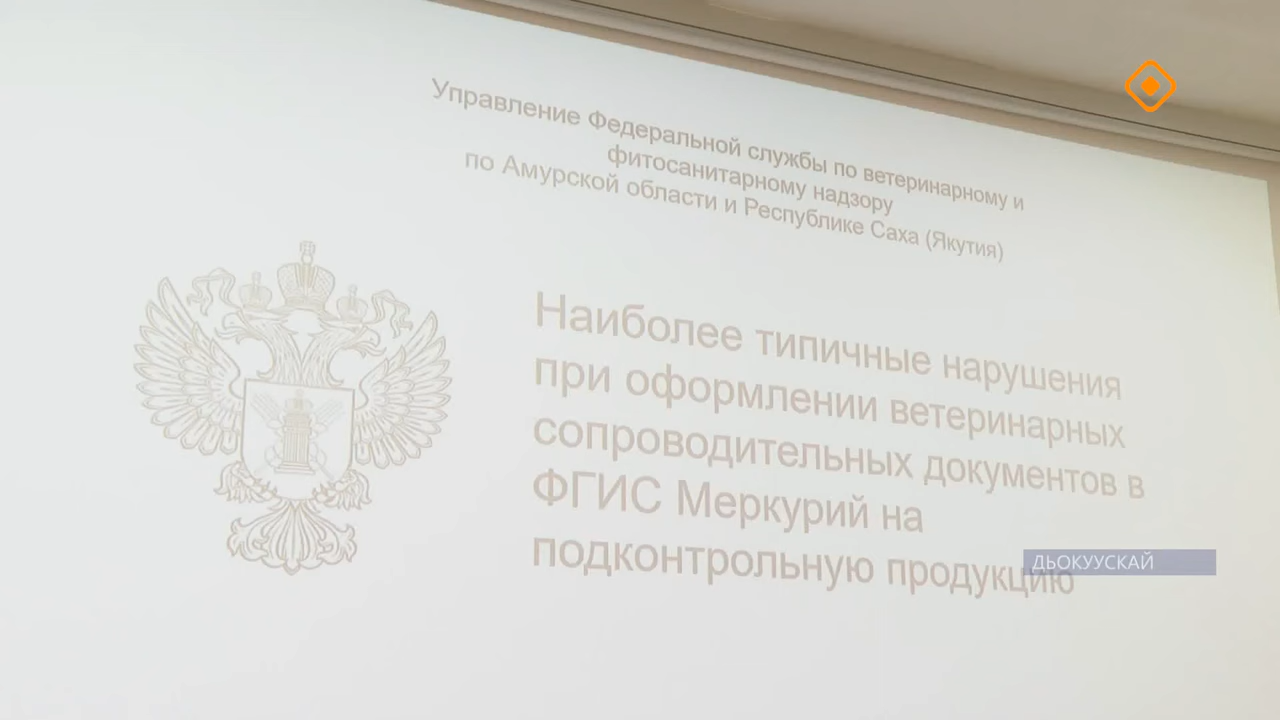 Управление Федеральной службы по ветеринарному и
фитосанитарному надзору
по Амурской области и Республике Саха (Якутия)
Наиболее типичные нарушения
при оформлении ветеринарных
сопроводительных документов в
ФГИС Меркурий на
подконтрольную продукцию
ДЬОКУУСКАЙ